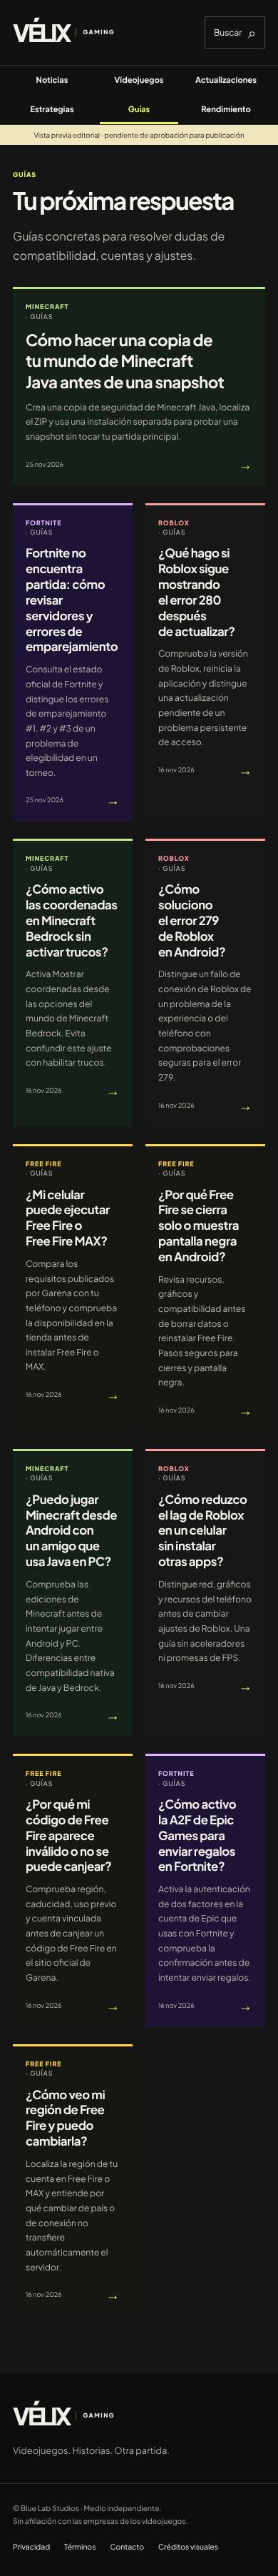 VÉLIX | GAMING
Buscar
Noticias
Videojuegos
Actualizaciones
Estrategias
Guías
Rendimiento
Vista previa editorial · pendiente de aprobación para publicación
GUÍAS
Tu próxima respuesta
Guías concretas para resolver dudas de
compatibilidad, cuentas y ajustes.
MINECRAFT
· GUÍAS
Cómo hacer una copia de
tu mundo de Minecraft
Java antes de una snapshot
Crea una copia de seguridad de Minecraft Java, localiza
el ZIP y usa una instalación separada para probar una
snapshot sin tocar tu partida principal.
25 nov 2026
→
FORTNITE
· GUÍAS
Fortnite no
encuentra
partida: cómo
revisar
servidores y
errores de
emparejamiento
Consulta el estado
oficial de Fortnite y
distingue los errores
de emparejamiento
#1, #2 y #3 de un
problema de
elegibilidad en un
torneo.
25 nov 2026
→
ROBLOX
· GUÍAS
¿Qué hago si
Roblox sigue
mostrando
el error 280
después
de actualizar?
Comprueba la versión
de Roblox, reinicia la
aplicación y distingue
una actualización
pendiente de un
problema persistente
de acceso.
16 nov 2026
→
MINECRAFT
· GUÍAS
¿Cómo activo
las coordenadas
en Minecraft
Bedrock sin
activar trucos?
Activa Mostrar
coordenadas desde
las opciones del
mundo de Minecraft
Bedrock. Evita
confundir este ajuste
con habilitar trucos.
16 nov 2026
→
ROBLOX
· GUÍAS
¿Cómo
soluciono
el error 279
de Roblox
en Android?
Distingue un fallo de
conexión de Roblox de
un problema de la
experiencia o del
teléfono con
comprobaciones
seguras para el error
279.
16 nov 2026
→
FREE FIRE
· GUÍAS
¿Mi celular
puede ejecutar
Free Fire o
Free Fire MAX?
Compara los
requisitos publicados
por Garena con tu
teléfono y comprueba
la disponibilidad en la
tienda antes de
instalar Free Fire o
MAX.
16 nov 2026
→
FREE FIRE
· GUÍAS
¿Por qué Free
Fire se cierra
solo o muestra
pantalla negra
en Android?
Revisa recursos,
gráficos y
compatibilidad antes
de borrar datos o
reinstalar Free Fire.
Pasos seguros para
cierres y pantalla
negra.
16 nov 2026
→
MINECRAFT
· GUÍAS
¿Puedo jugar
Minecraft desde
Android con
un amigo que
usa Java en PC?
Comprueba las
ediciones de
Minecraft antes de
intentar jugar entre
Android y PC.
Diferencias entre
compatibilidad nativa
de Java y Bedrock.
16 nov 2026
→
ROBLOX
· GUÍAS
¿Cómo reduzco
el lag de Roblox
en un celular
sin instalar
otras apps?
Distingue red, gráficos
y recursos del teléfono
antes de cambiar
ajustes de Roblox. Una
guía sin aceleradores
ni promesas de FPS.
16 nov 2026
→
FREE FIRE
· GUÍAS
¿Por qué mi
código de Free
Fire aparece
inválido o no se
puede canjear?
Comprueba región,
caducidad, uso previo
y cuenta vinculada
antes de canjear un
código de Free Fire en
el sitio oficial de
Garena.
16 nov 2026
→
FORTNITE
· GUÍAS
¿Cómo activo
la A2F de Epic
Games para
enviar regalos
en Fortnite?
Activa la autenticación
de dos factores en la
cuenta de Epic que
usas con Fortnite y
comprueba la
confirmación antes de
intentar enviar regalos.
16 nov 2026
→
FREE FIRE
· GUÍAS
¿Cómo veo mi
región de Free
Fire y puedo
cambiarla?
Localiza la región de tu
cuenta en Free Fire o
MAX y entiende por
qué cambiar de país o
de conexión no
transfiere
automáticamente el
servidor.
16 nov 2026
→
VÉLIX | GAMING
Videojuegos. Historias. Otra partida.
© Blue Lab Studios · Medio independiente.
Sin afiliación con las empresas de los videojuegos.
Privacidad
Términos
Contacto
Créditos visuales